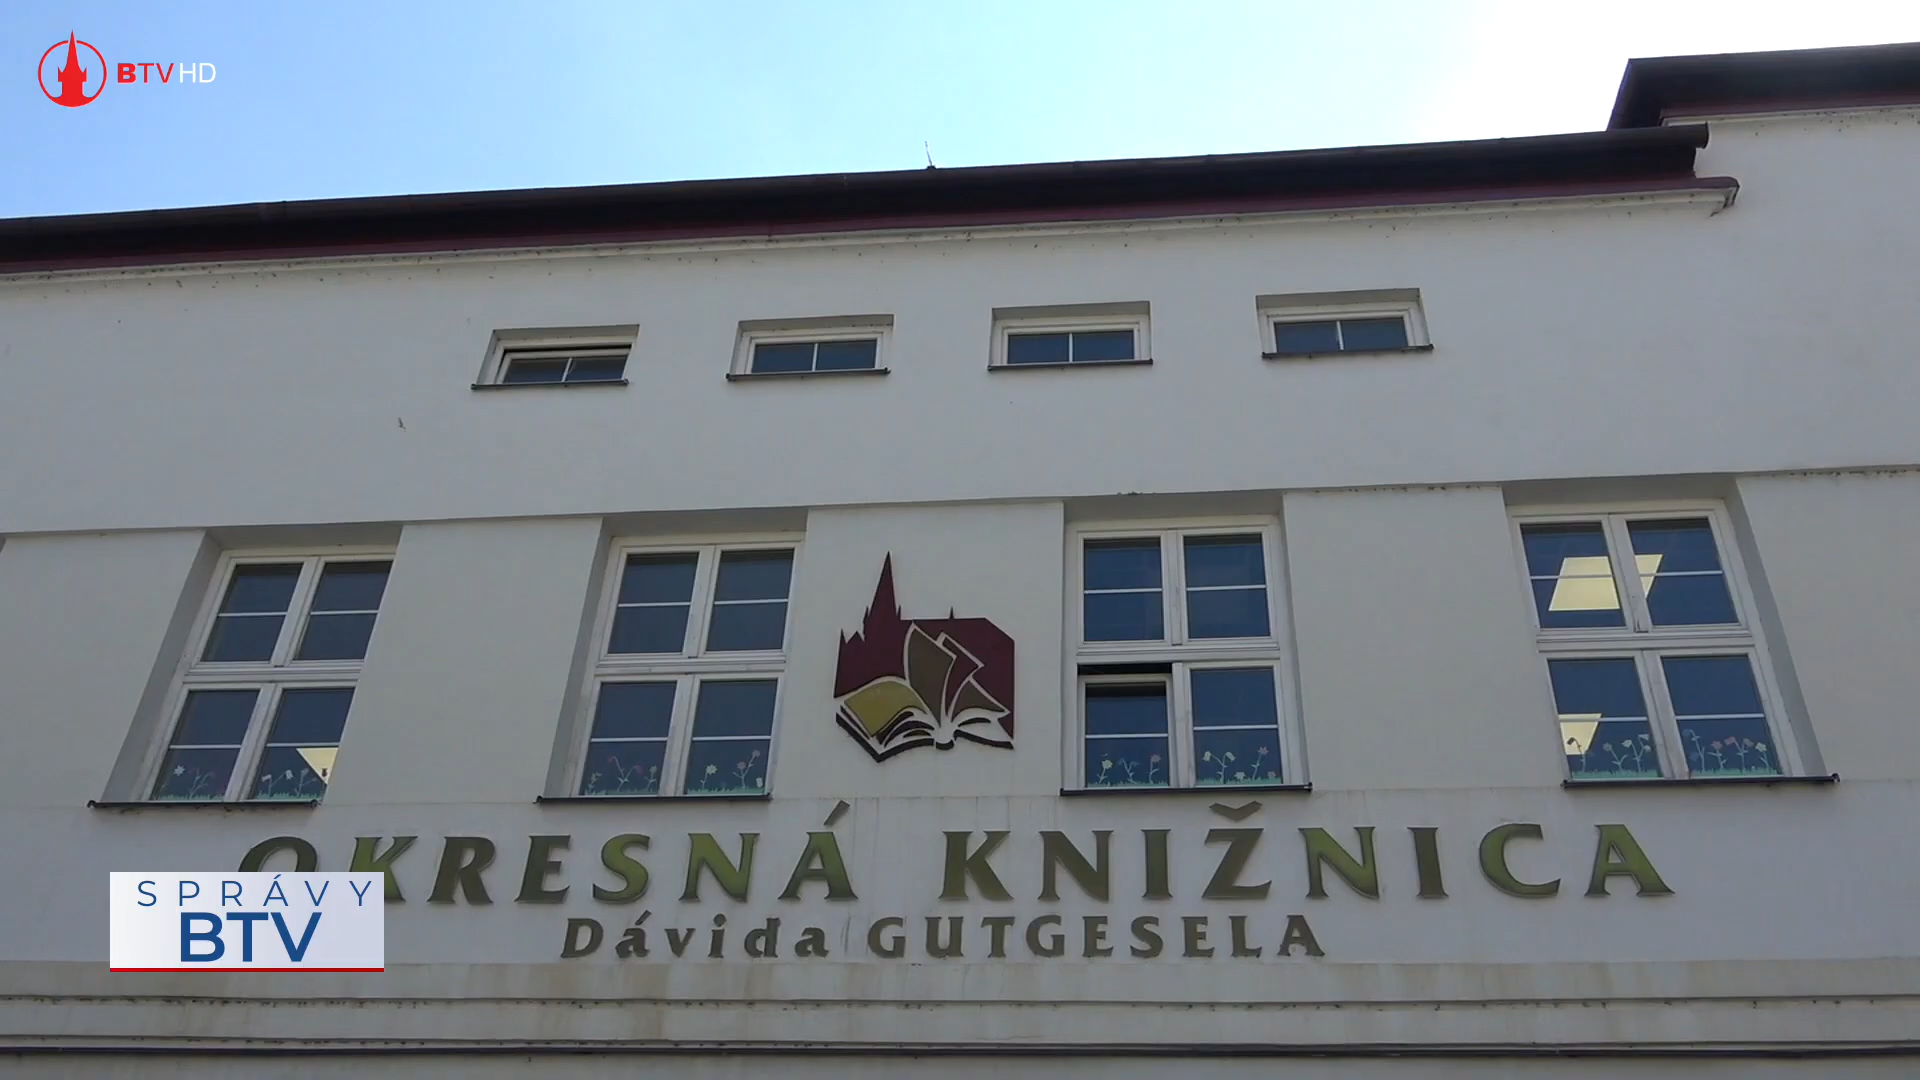 BTV HD
OKRESNÁ KNIŽNICA
Dávida GUTGESELA
SPRÁVY
BTV